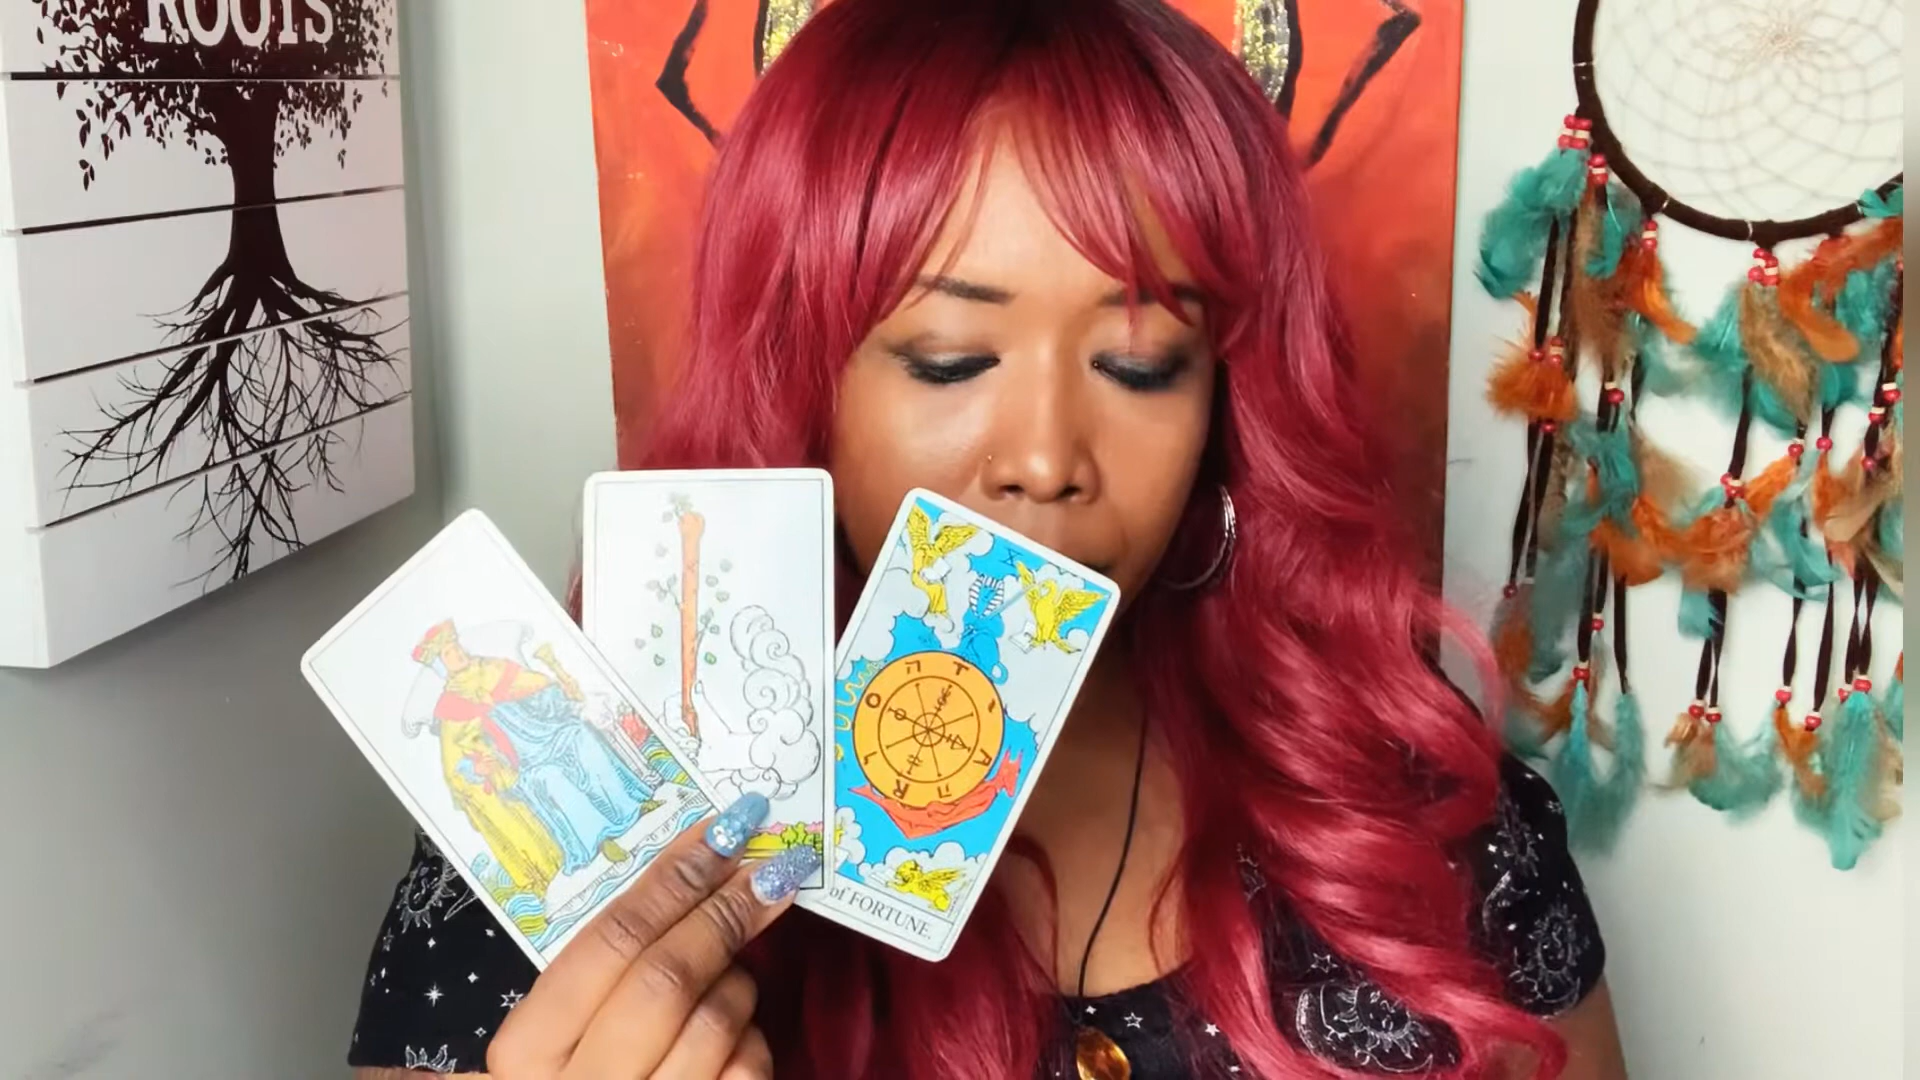 ROOTS
X
of FORTUNE.
T
A
R
O
י
ה
ו
ה